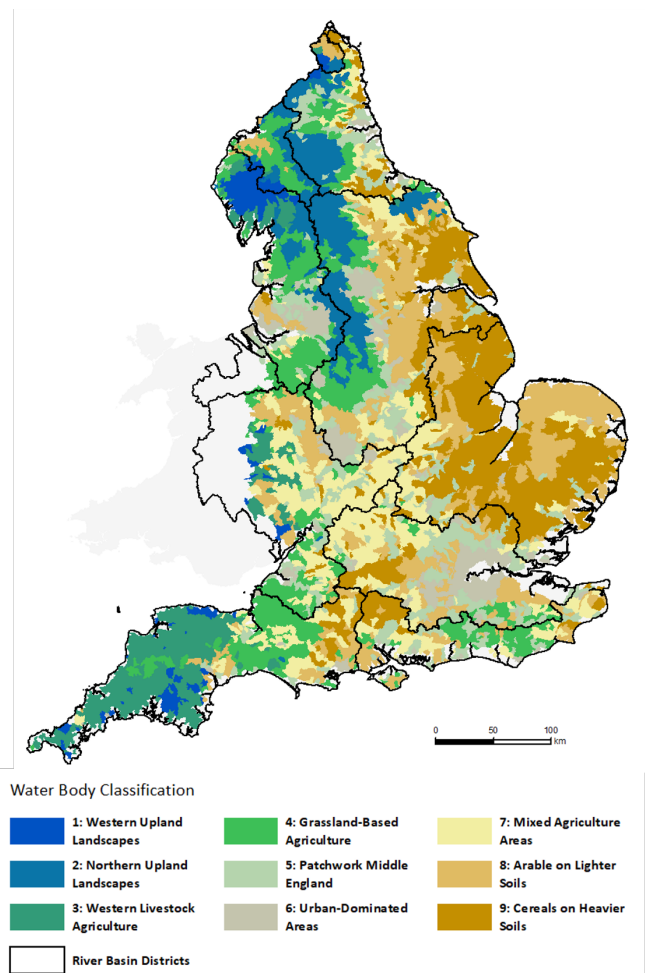 0 50 100
km
Water Body Classification
1: Western Upland
Landscapes
2: Northern Upland
Landscapes
3: Western Livestock
Agriculture
4: Grassland-Based
Agriculture
5: Patchwork Middle
England
6: Urban-Dominated
Areas
7: Mixed Agriculture
Areas
8: Arable on Lighter
Soils
9: Cereals on Heavier
Soils
River Basin Districts